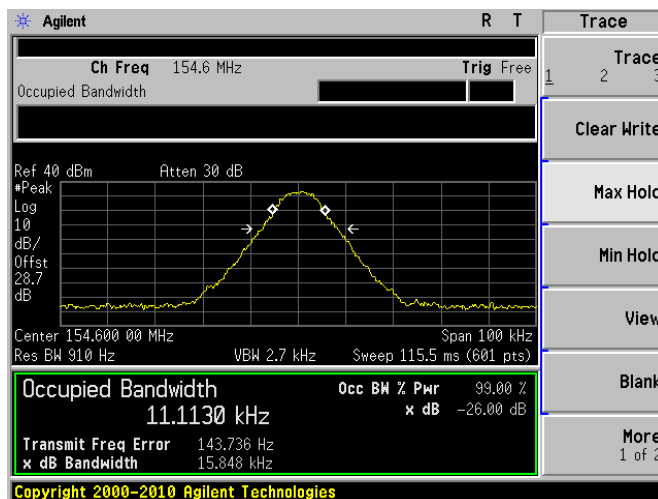 Agilent R T Trace
Ch Freq 154.6 MHz Trig Free
Occupied Bandwidth
Trace
1 2 3
Clear Write
Max Hold
Min Hold
View
Blank
More
1 of 2
Ref 40 dBm Atten 30 dB
#Peak
Log
10
dB/
Offst
28.7
dB
Center 154.600 00 MHz Span 100 kHz
Res BW 910 Hz VBW 2.7 kHz Sweep 115.5 ms (601 pts)
Occupied Bandwidth Occ BW % Pwr 99.00 %
11.1130 kHz x dB -26.00 dB
Transmit Freq Error 143.736 Hz
x dB Bandwidth 15.848 kHz
Copyright 2000-2010 Agilent Technologies